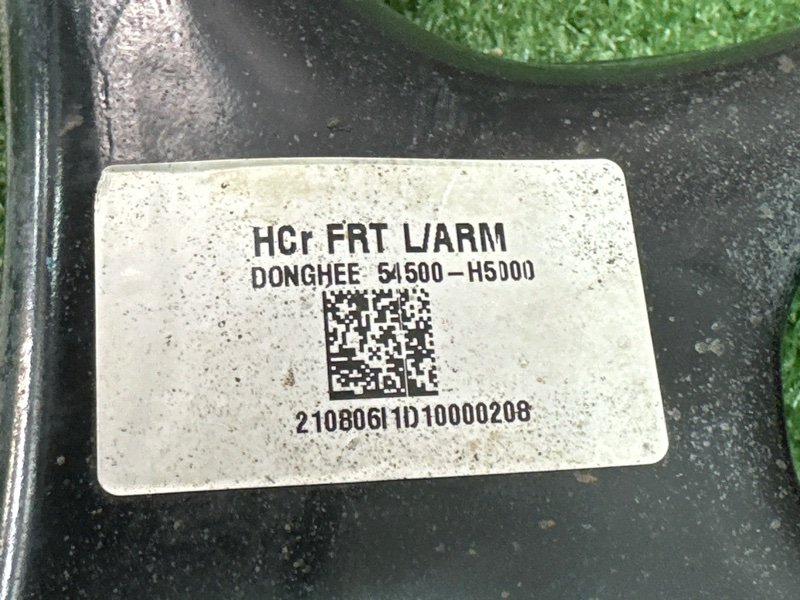 HCr FRT L/ARM
DONGHEE 54500-H5000
210806I1D10000208